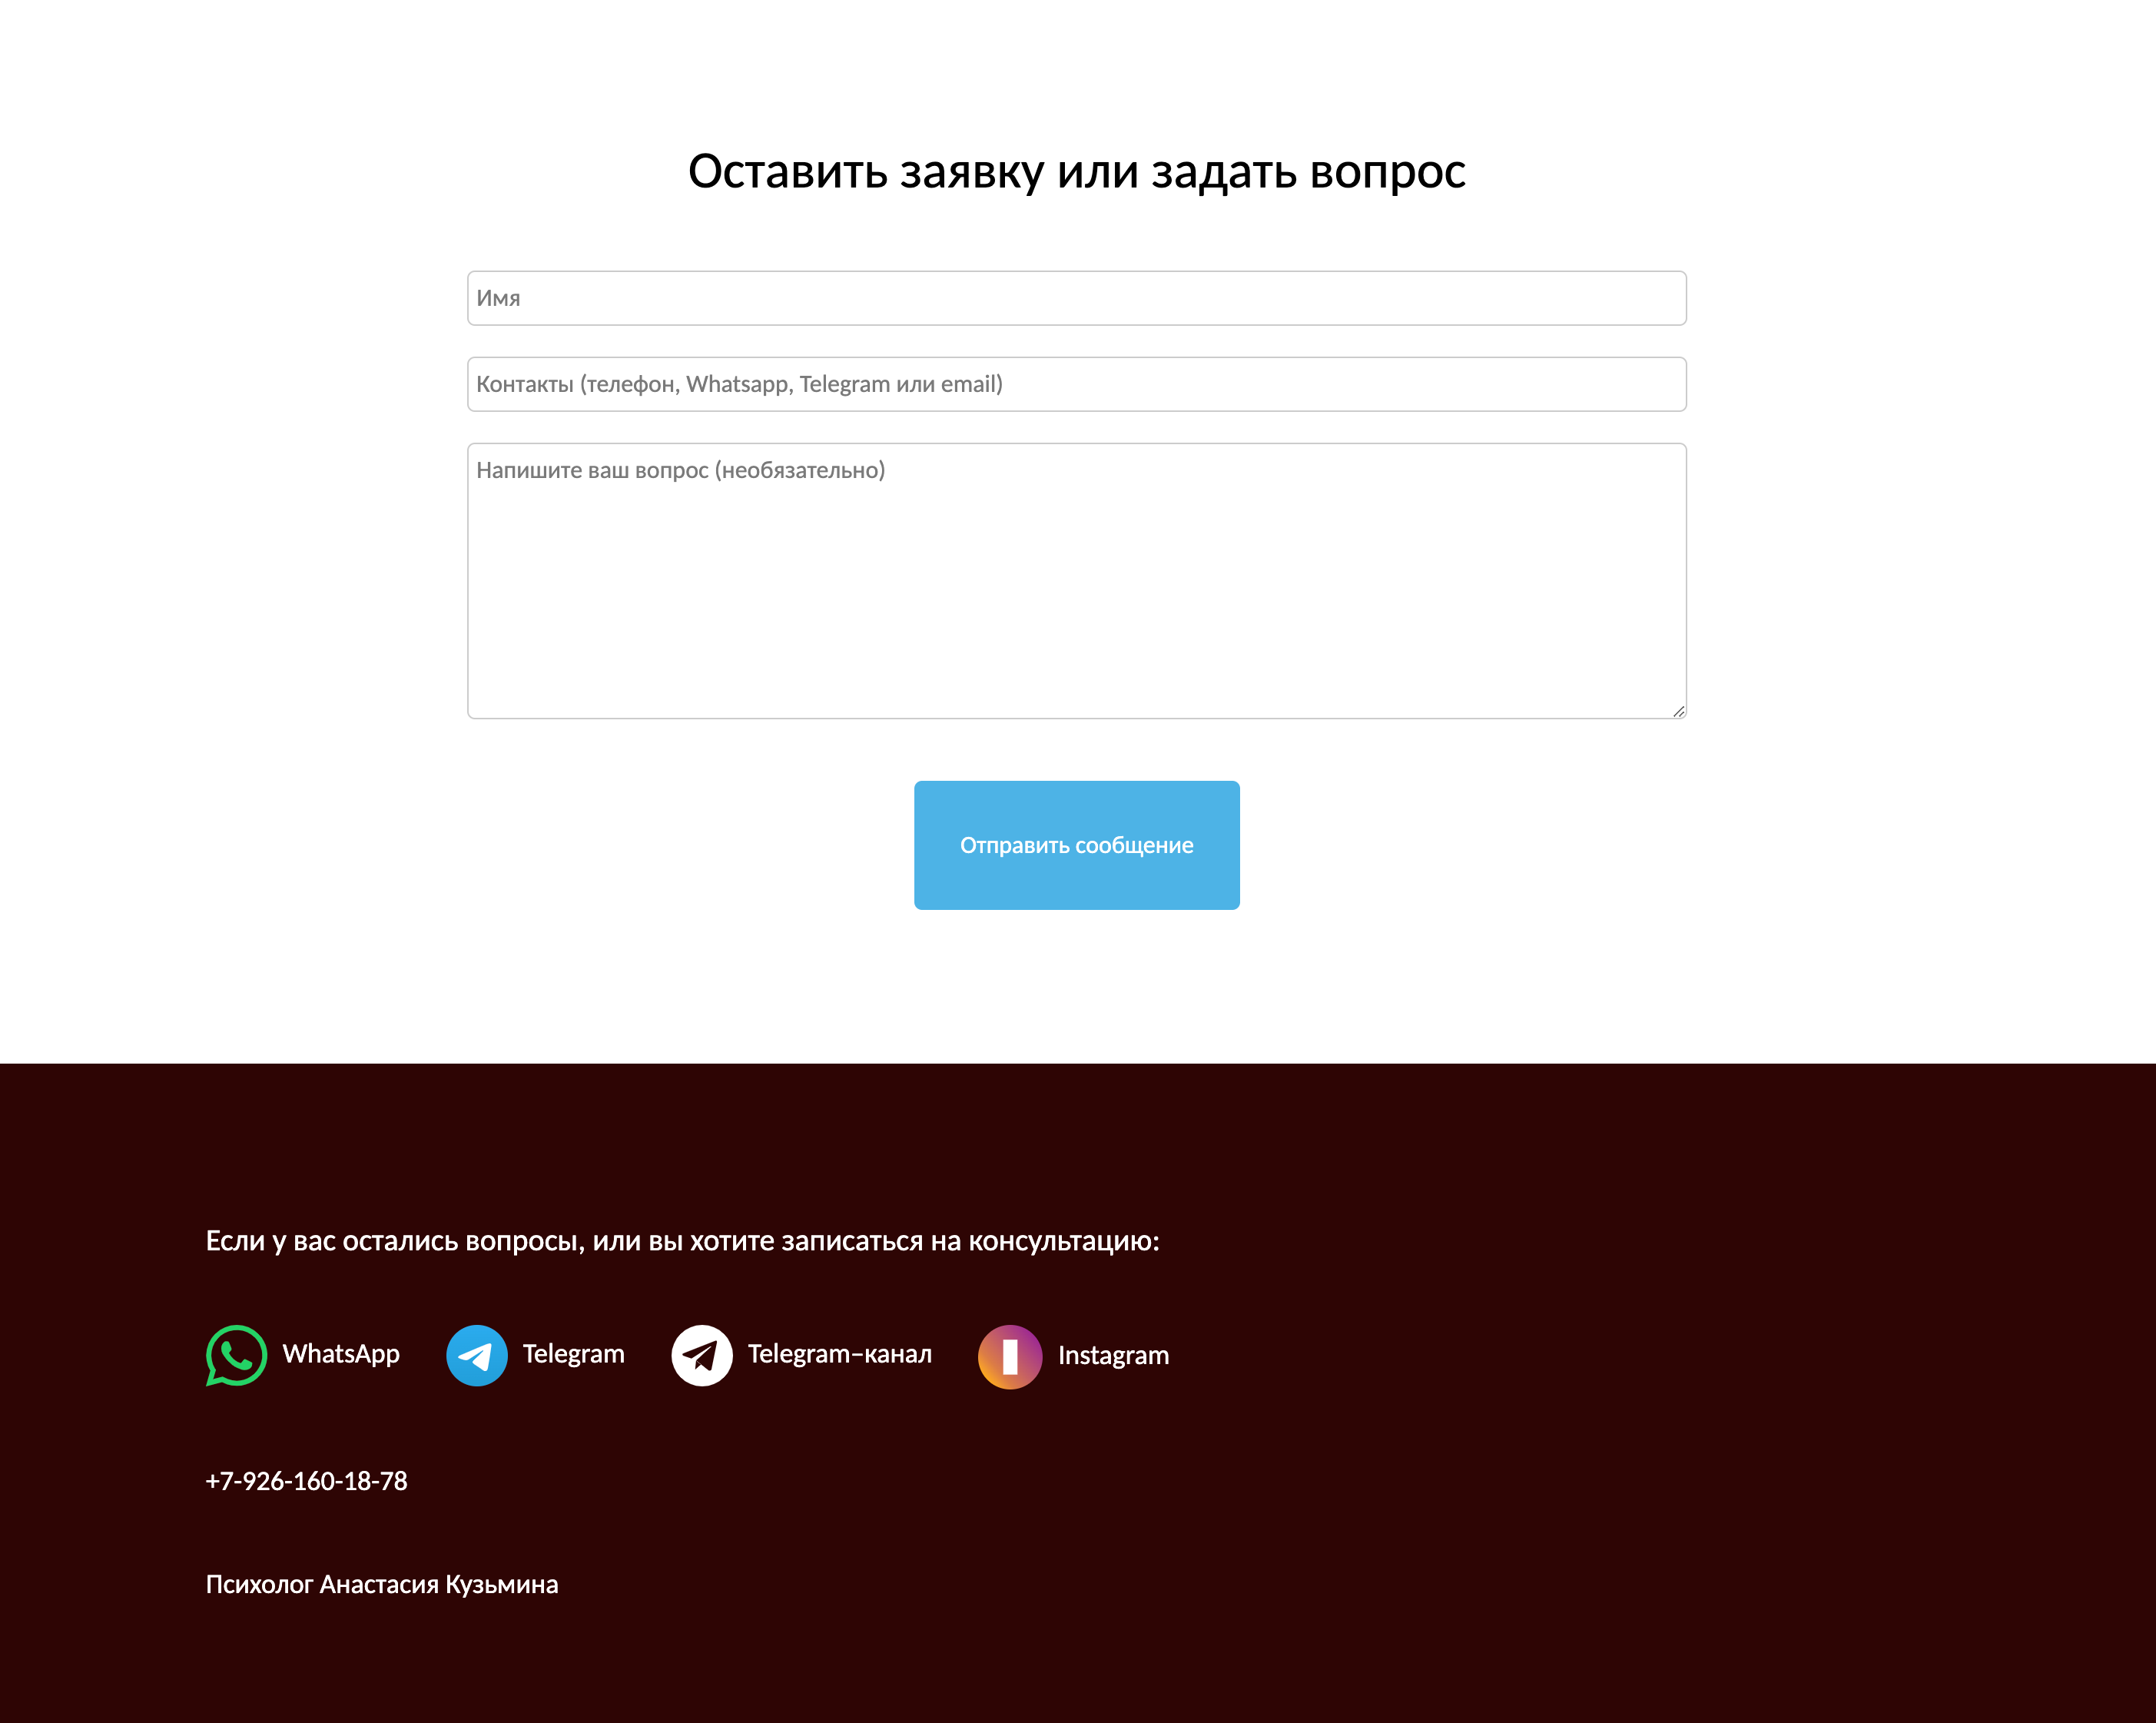 Оставить заявку или задать вопрос
Имя
Контакты (телефон, Whatsapp, Telegram или email)
Напишите ваш вопрос (необязательно)
Отправить сообщение
Если у вас остались вопросы, или вы хотите записаться на консультацию:
WhatsApp Telegram Telegram–канал Instagram
+7-926-160-18-78
Психолог Анастасия Кузьмина